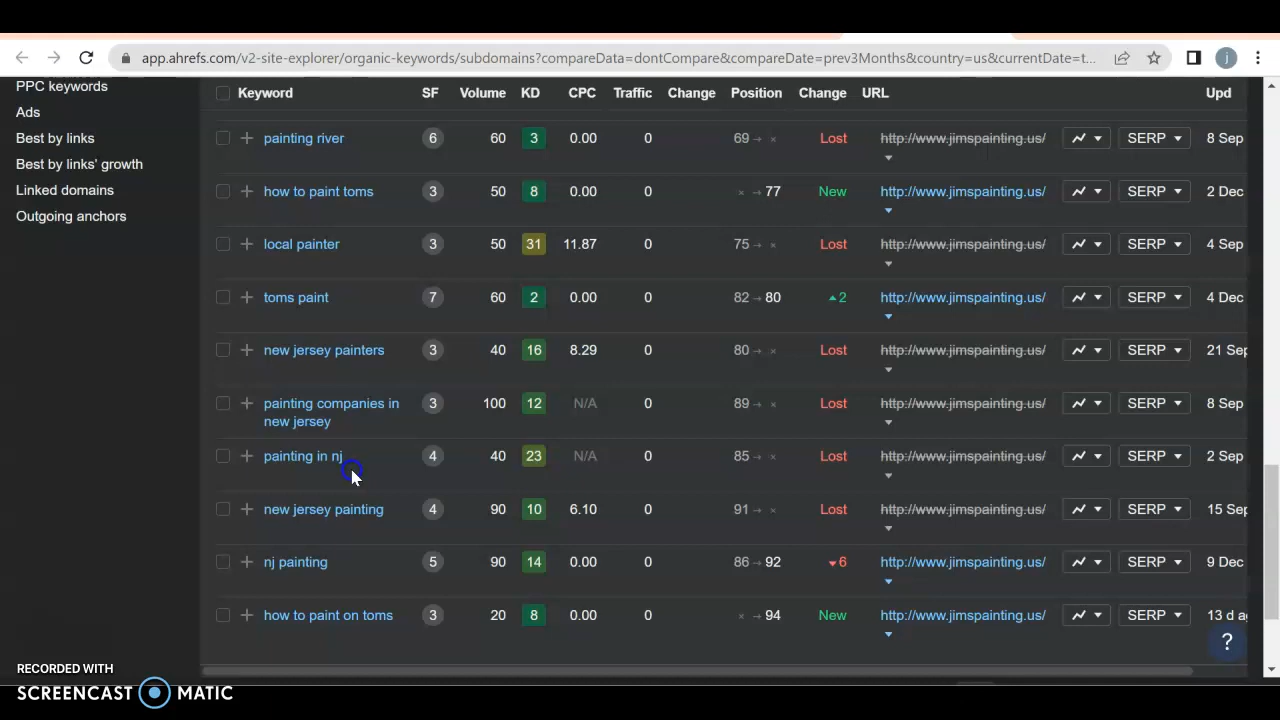 app.ahrefs.com/v2-site-explorer/organic-keywords/subdomains?compareData=dontCompare&compareDate=prev3Months&country=us&currentDate=t...
j
PPC keywords
Ads
Best by links
Best by links' growth
Linked domains
Outgoing anchors
Keyword SF Volume KD CPC Traffic Change Position Change URL Upd
painting river 6 60 3 0.00 0 69 → × Lost http://www.jimspainting.us/ SERP 8 Sep
how to paint toms 3 50 8 0.00 0 × → 77 New http://www.jimspainting.us/ SERP 2 Dec
local painter 3 50 31 11.87 0 75 → × Lost http://www.jimspainting.us/ SERP 4 Sep
toms paint 7 60 2 0.00 0 82 → 80 ▲2 http://www.jimspainting.us/ SERP 4 Dec
new jersey painters 3 40 16 8.29 0 80 → × Lost http://www.jimspainting.us/ SERP 21 Sep
painting companies in 3 100 12 N/A 0 89 → × Lost http://www.jimspainting.us/ SERP 8 Sep
new jersey
painting in nj 4 40 23 N/A 0 85 → × Lost http://www.jimspainting.us/ SERP 2 Sep
new jersey painting 4 90 10 6.10 0 91 → × Lost http://www.jimspainting.us/ SERP 15 Sep
nj painting 5 90 14 0.00 0 86 → 92 ▼6 http://www.jimspainting.us/ SERP 9 Dec
how to paint on toms 3 20 8 0.00 0 × → 94 New http://www.jimspainting.us/ SERP 13 d
?
RECORDED WITH
SCREENCAST MATIC